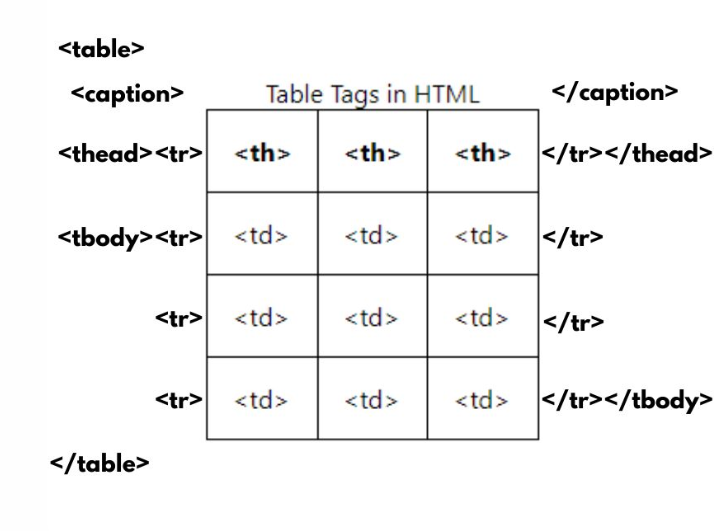 <table>
<caption> Table Tags in HTML </caption>
<thead><tr> <th> <th> <th> </tr></thead>
<tbody><tr> <td> <td> <td> </tr>
<tr> <td> <td> <td> </tr>
<tr> <td> <td> <td> </tr></tbody>
</table>